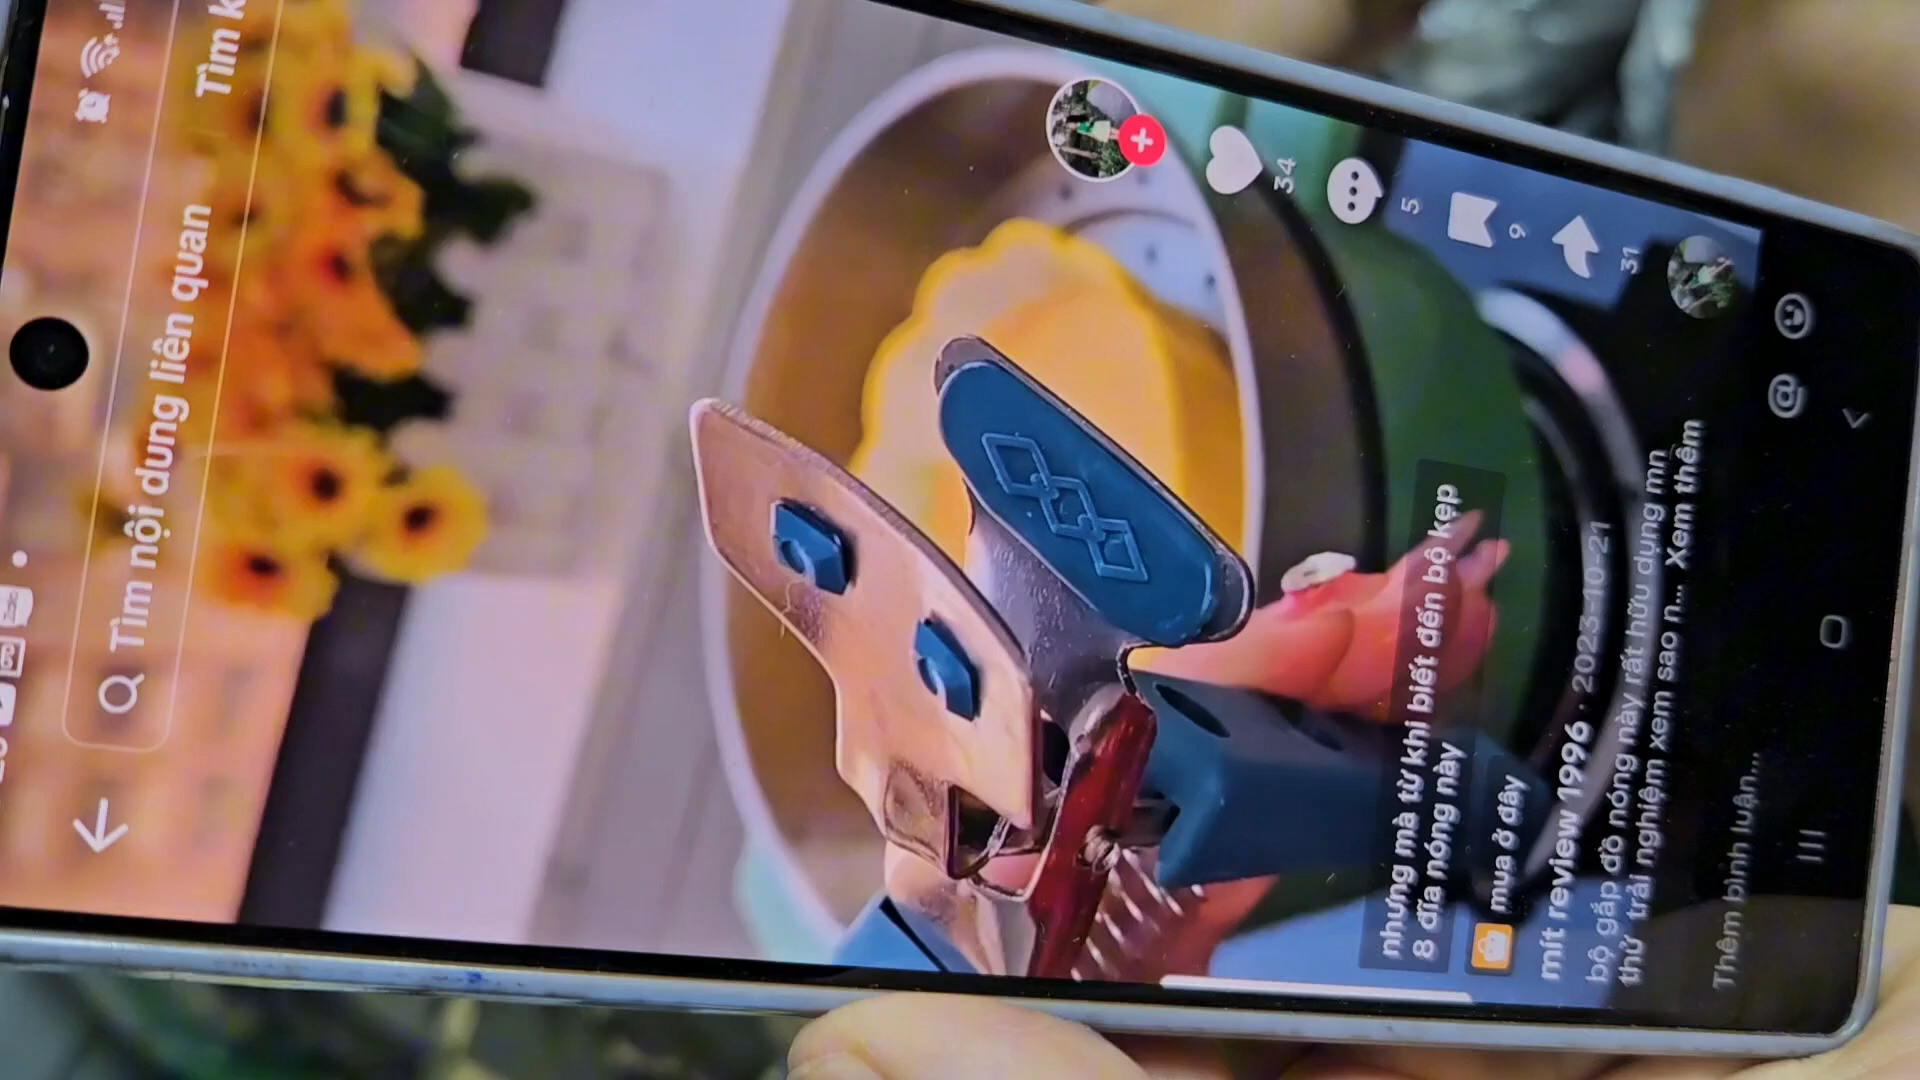 Tìm nội dung liên quan
Tìm k
34
5
9
31
nhưng mà từ khi biết đến bộ kẹp
8 đĩa nóng này
mua ở đây
mít review 1996 · 2023-10-21
bộ gắp đồ nóng này rất hữu dụng mn
thử trải nghiệm xem sao n... Xem thêm
Thêm bình luận...
@